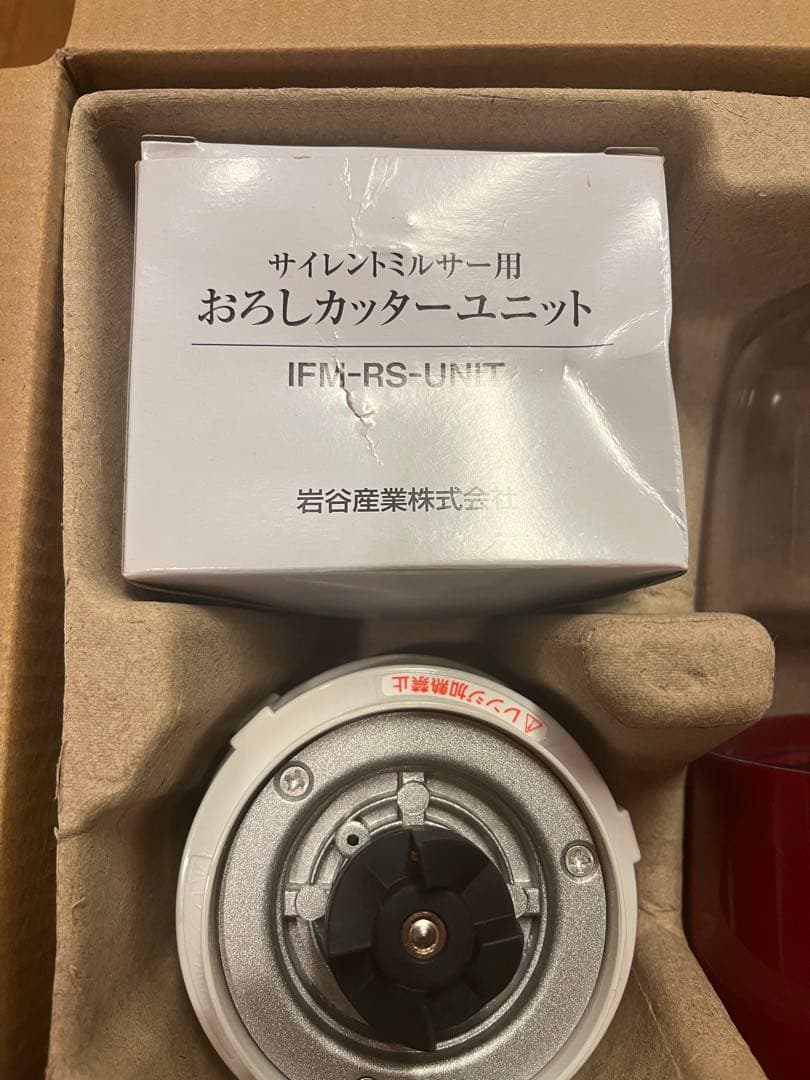 サイレントミルサー用
おろしカッターユニット
IFM-RS-UNIT
岩谷産業株式会社
⚠レンジ加熱禁止